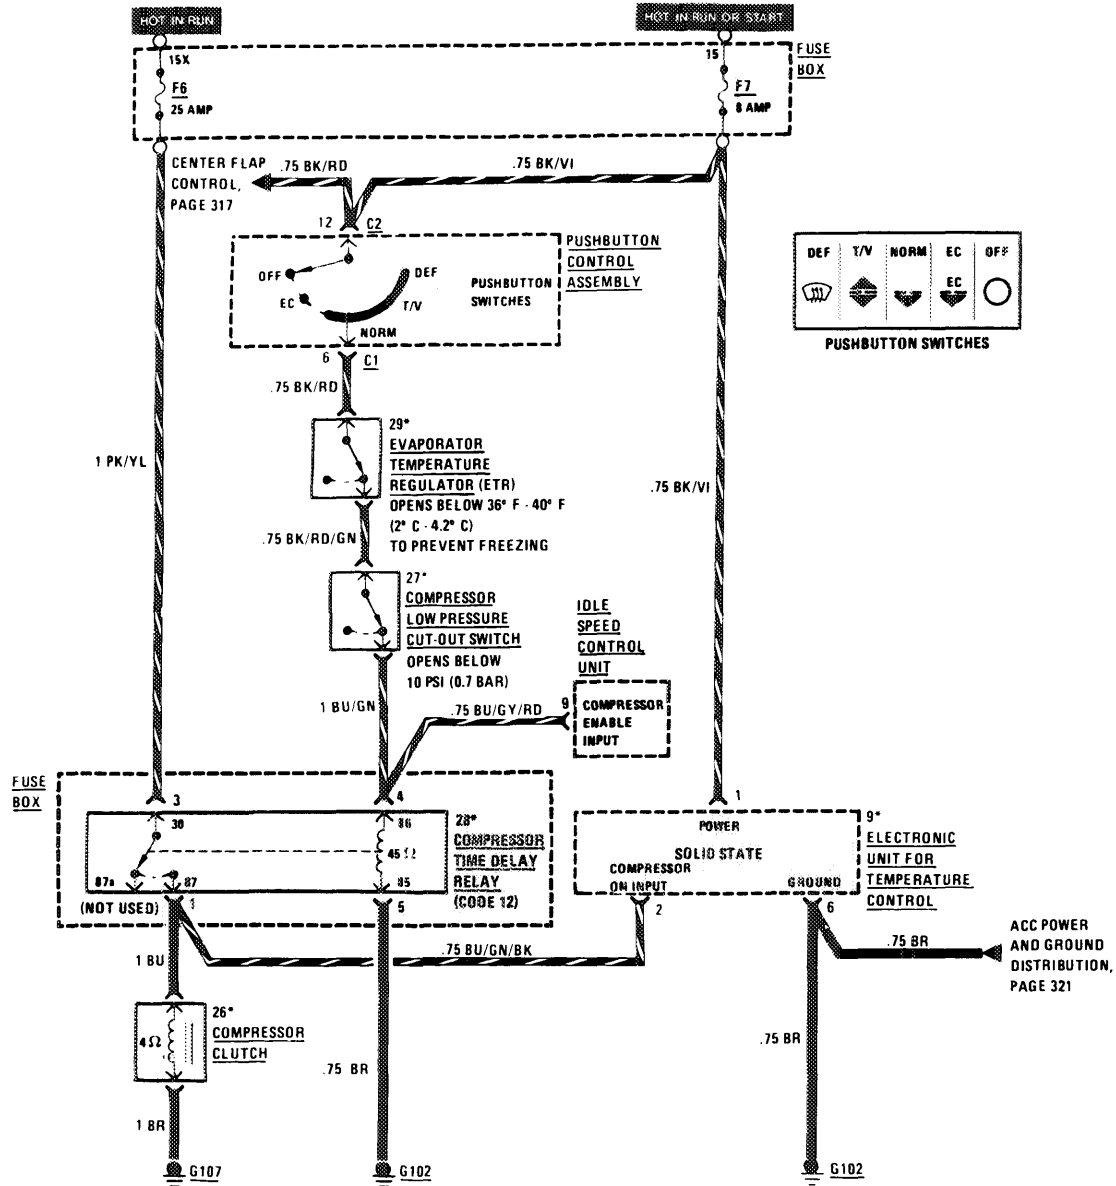 HOT IN RUN
HOT IN RUN OR START
15X
F6
25 AMP
15
F7
8 AMP
FUSE
BOX
CENTER FLAP
CONTROL,
PAGE 317
.75 BK/RD
.75 BK/VI
12
C2
PUSHBUTTON
CONTROL
ASSEMBLY
OFF
EC
DEF
T/V
NORM
PUSHBUTTON
SWITCHES
DEF
T/V
NORM
EC
OFF
EC
PUSHBUTTON SWITCHES
6
C1
.75 BK/RD
29*
EVAPORATOR
TEMPERATURE
REGULATOR (ETR)
OPENS BELOW 36° F - 40° F
(2° C - 4.2° C)
TO PREVENT FREEZING
1 PK/YL
.75 BK/VI
.75 BK/RD/GN
27*
COMPRESSOR
LOW PRESSURE
CUT-OUT SWITCH
OPENS BELOW
10 PSI (0.7 BAR)
IDLE
SPEED
CONTROL
UNIT
1 BU/GN
.75 BU/GY/RD
9
COMPRESSOR
ENABLE
INPUT
FUSE
BOX
3
4
30
86
45 Ω
87a
87
85
(NOT USED)
1
5
28*
COMPRESSOR
TIME DELAY
RELAY
(CODE 12)
1
POWER
SOLID STATE
COMPRESSOR
ON INPUT
GROUND
2
6
9*
ELECTRONIC
UNIT FOR
TEMPERATURE
CONTROL
1 BU
.75 BU/GN/BK
.75 BR
ACC POWER
AND GROUND
DISTRIBUTION,
PAGE 321
4 Ω
26*
COMPRESSOR
CLUTCH
.75 BR
.75 BR
1 BR
G107
G102
G102